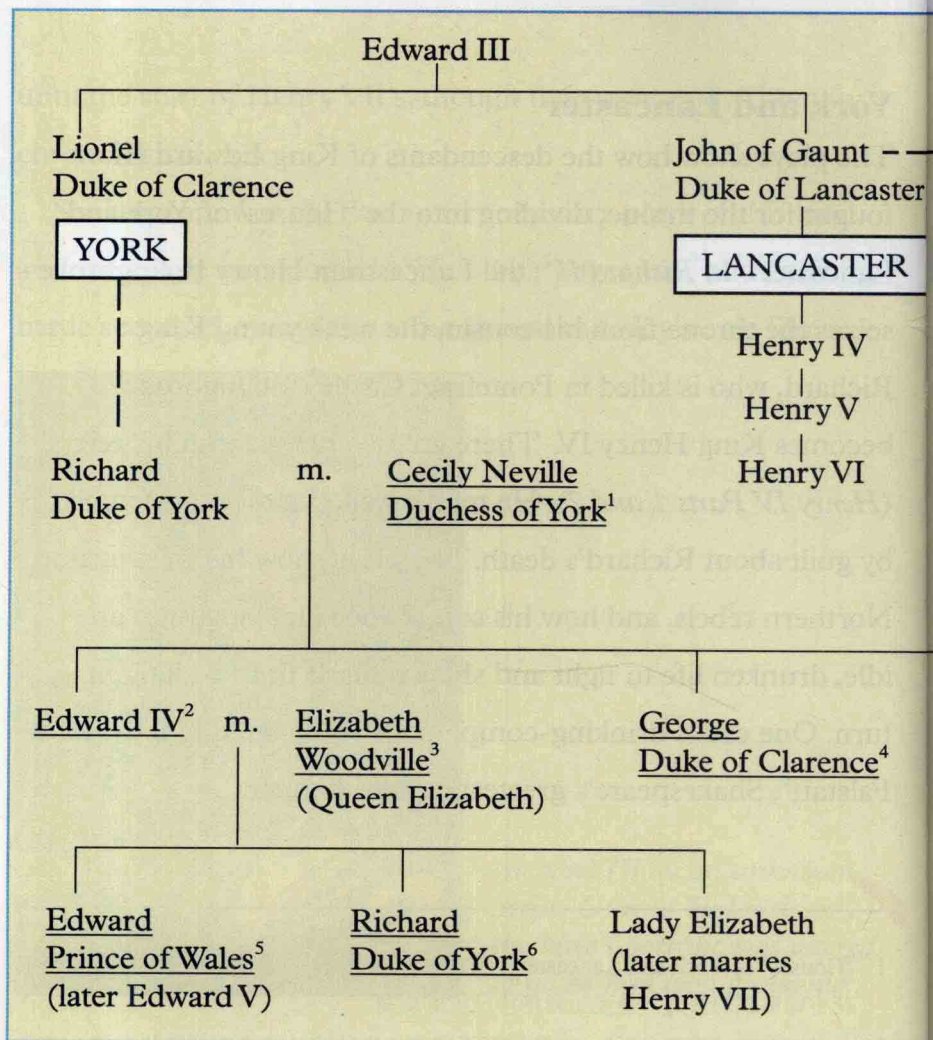 Edward III
Lionel
Duke of Clarence
John of Gaunt
Duke of Lancaster
YORK
LANCASTER
Henry IV
Henry V
Henry VI
Richard
Duke of York
m.
Cecily Neville
Duchess of York¹
Edward IV²
m.
Elizabeth
Woodville³
(Queen Elizabeth)
George
Duke of Clarence⁴
Edward
Prince of Wales⁵
(later Edward V)
Richard
Duke of York⁶
Lady Elizabeth
(later marries
Henry VII)